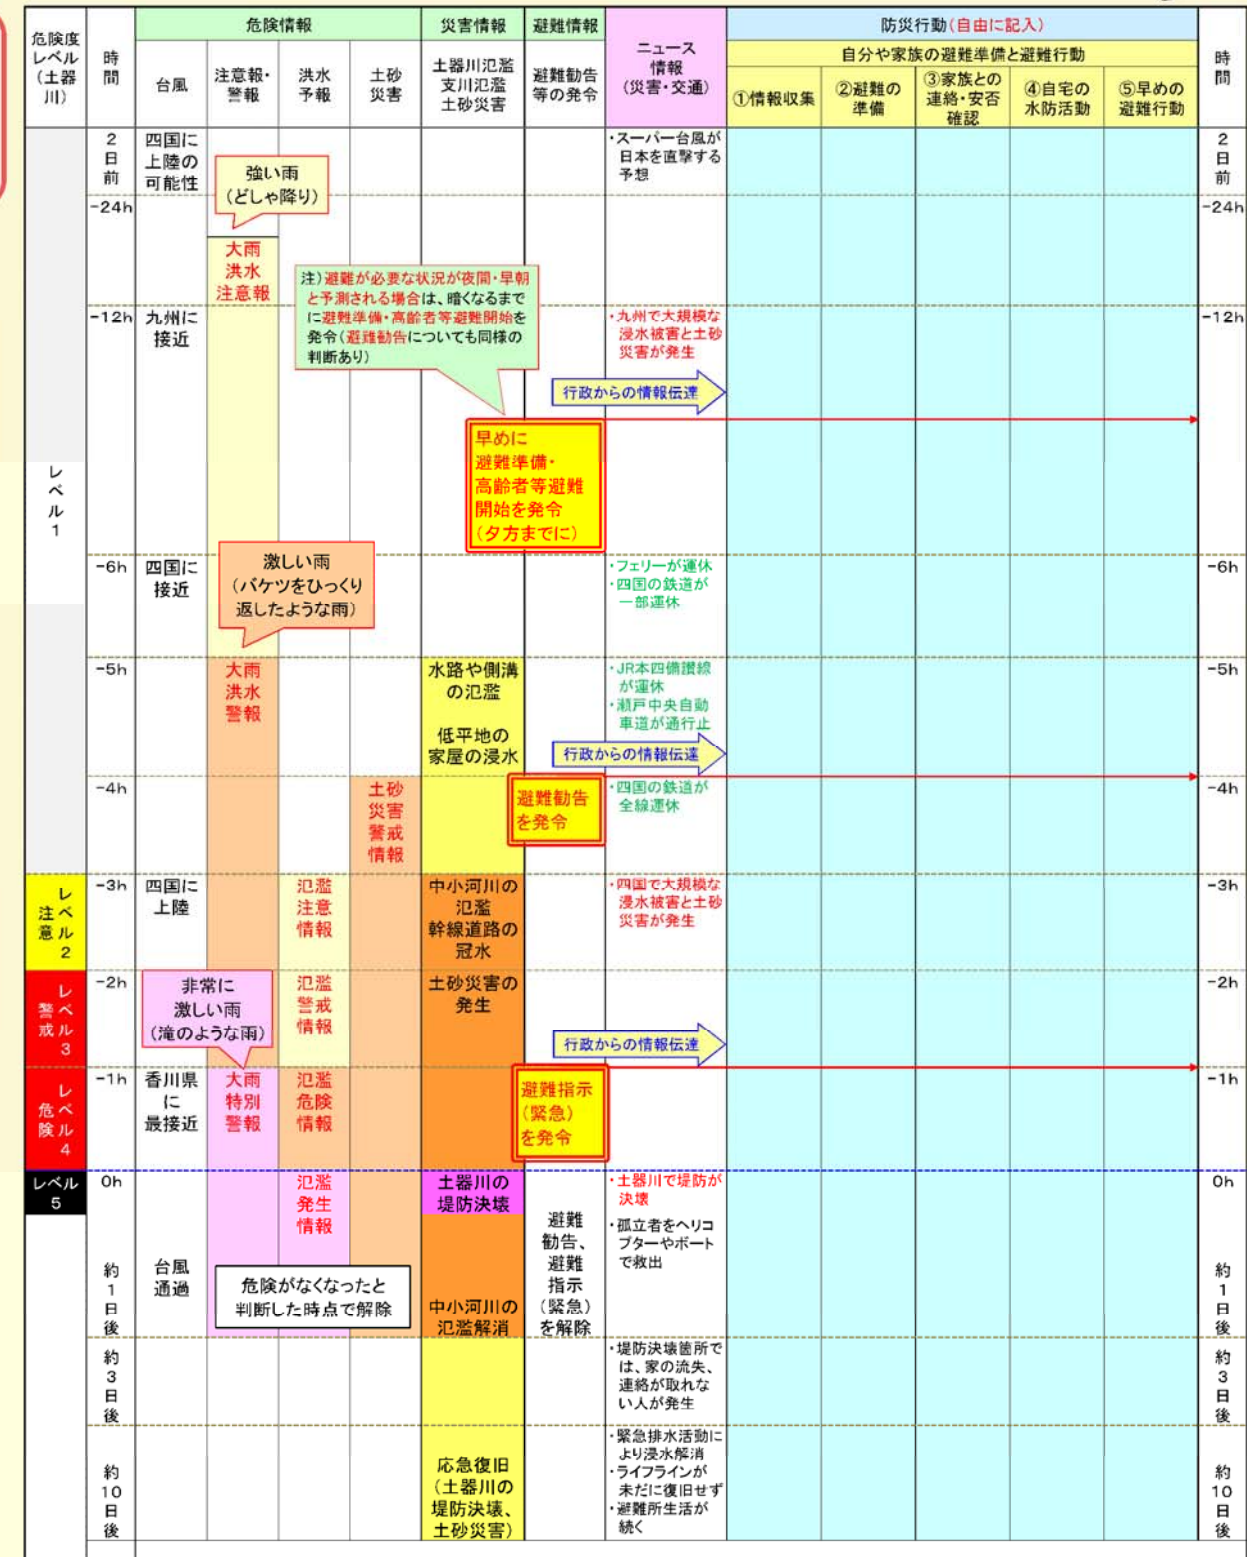 危険度
レベル
(土器
川)
時
間
危険情報
災害情報
避難情報
ニュース
情報
(災害・交通)
防災行動(自由に記入)
自分や家族の避難準備と避難行動
時
間
台風
注意報・
警報
洪水
予報
土砂
災害
土器川氾濫
支川氾濫
土砂災害
避難勧告
等の発令
①情報収集
②避難の
準備
③家族との
連絡・安否
確認
④自宅の
水防活動
⑤早めの
避難行動
レ
ベ
ル
1
2
日
前
四国に
上陸の
可能性
強い雨
(どしゃ降り)
・スーパー台風が
日本を直撃する
予想
2
日
前
-24h
大雨
洪水
注意報
-24h
注)避難が必要な状況が夜間・早朝
と予測される場合は、暗くなるまで
に避難準備・高齢者等避難開始を
発令(避難勧告についても同様の
判断あり)
-12h
九州に
接近
・九州で大規模な
浸水被害と土砂
災害が発生
-12h
行政からの情報伝達
早めに
避難準備・
高齢者等避難
開始を発令
(夕方までに)
-6h
四国に
接近
激しい雨
(バケツをひっくり
返したような雨)
・フェリーが運休
・四国の鉄道が
一部運休
-6h
-5h
大雨
洪水
警報
水路や側溝
の氾濫
低平地の
家屋の浸水
・JR本四備讃線
が運休
・瀬戸中央自動
車道が通行止
-5h
行政からの情報伝達
-4h
土砂
災害
警戒
情報
避難勧告
を発令
・四国の鉄道が
全線運休
-4h
レベル2
注意
-3h
四国に
上陸
氾濫
注意
情報
中小河川の
氾濫
幹線道路の
冠水
・四国で大規模な
浸水被害と土砂
災害が発生
-3h
レベル3
警戒
-2h
非常に
激しい雨
(滝のような雨)
氾濫
警戒
情報
土砂災害の
発生
-2h
行政からの情報伝達
レベル4
危険
-1h
香川県
に
最接近
大雨
特別
警報
氾濫
危険
情報
避難指示
(緊急)
を発令
-1h
レベル
5
0h
氾濫
発生
情報
土器川の
堤防決壊
・土器川で堤防が
決壊
・孤立者をヘリコ
プターやボート
で救出
0h
約
1
日
後
台風
通過
危険がなくなったと
判断した時点で解除
中小河川の
氾濫解消
避難
勧告、
避難
指示
(緊急)
を解除
約
1
日
後
約
3
日
後
・堤防決壊箇所で
は、家の流失、
連絡が取れな
い人が発生
約
3
日
後
約
10
日
後
応急復旧
(土器川の
堤防決壊、
土砂災害)
・緊急排水活動に
より浸水解消
・ライフラインが
未だに復旧せず
・避難所生活が
続く
約
10
日
後